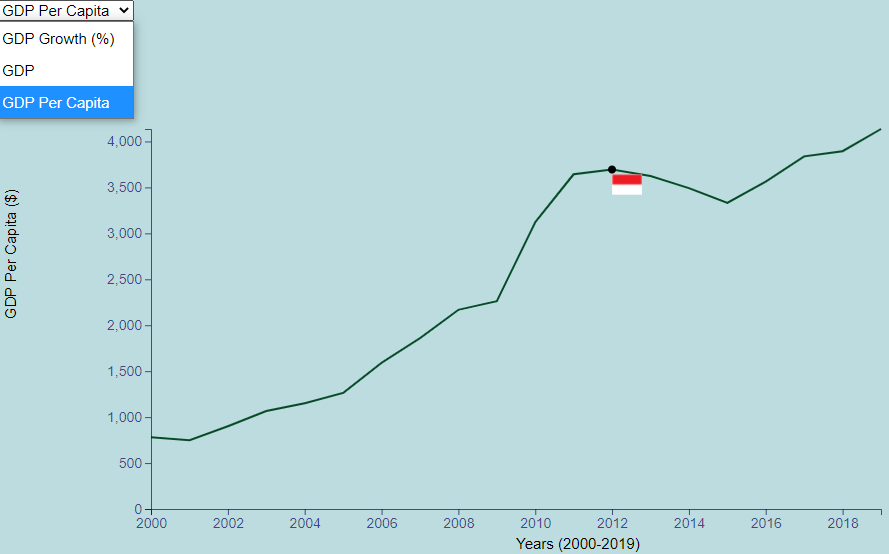 GDP Per Capita
GDP Growth (%)
GDP
GDP Per Capita
GDP Per Capita ($)
4,000
3,500
3,000
2,500
2,000
1,500
1,000
500
0
2000 2002 2004 2006 2008 2010 2012 2014 2016 2018
Years (2000-2019)